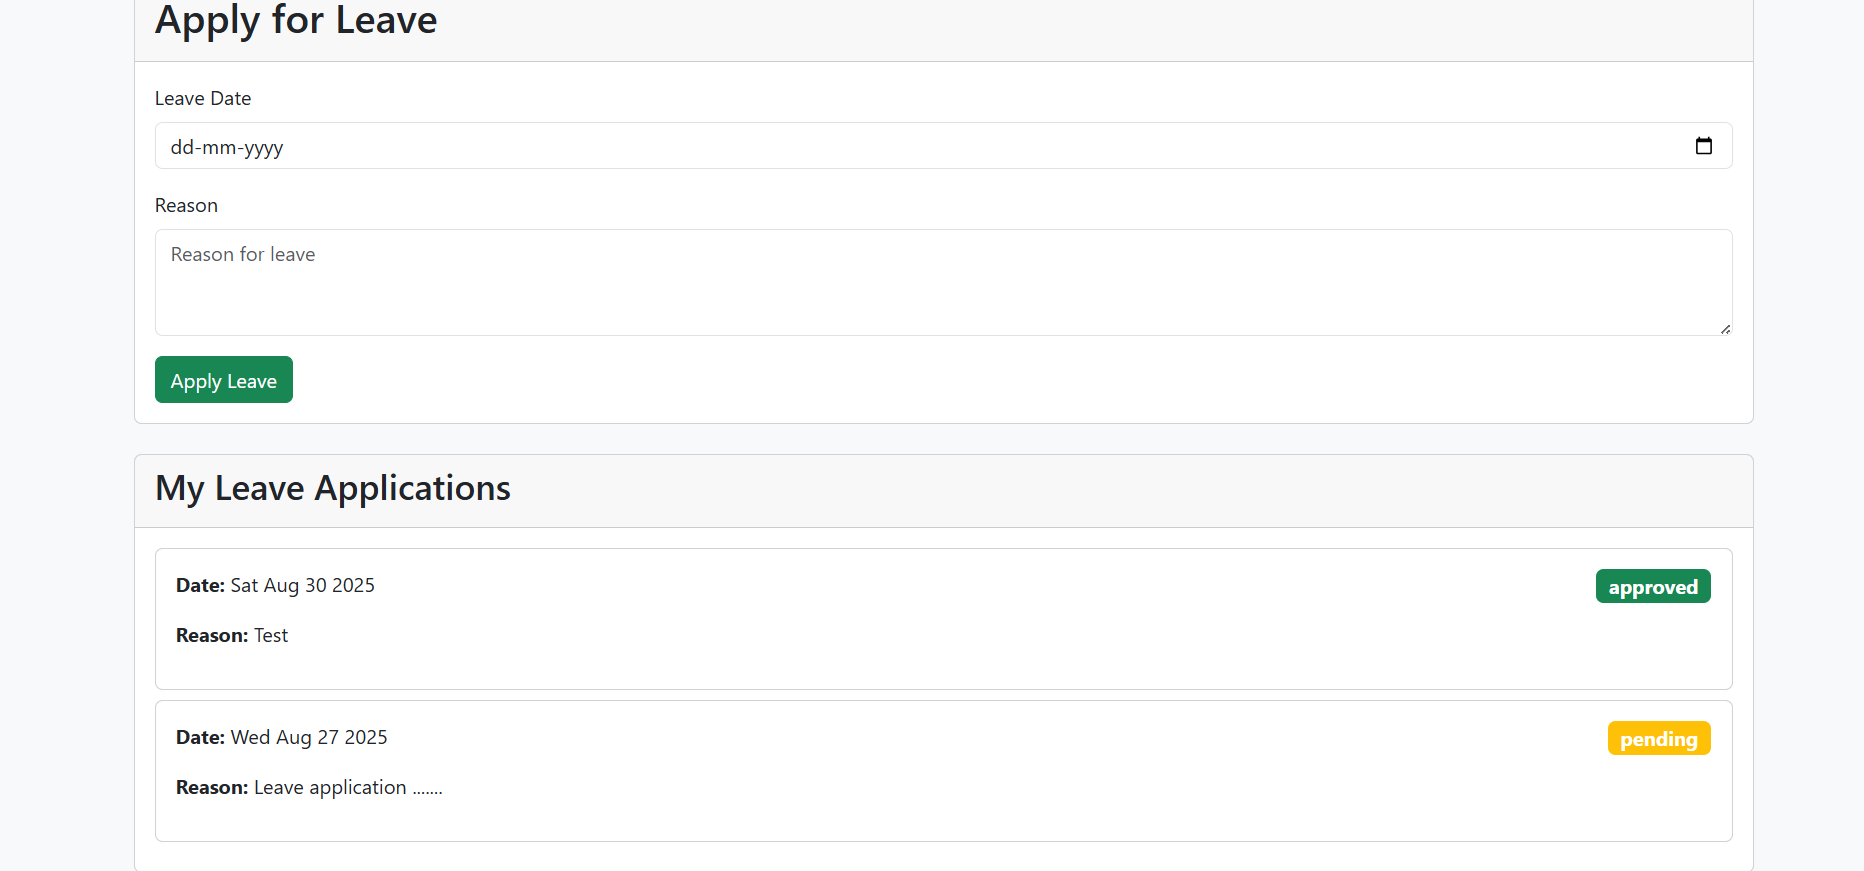 Apply for Leave
Leave Date
dd-mm-yyyy
Reason
Reason for leave
Apply Leave
My Leave Applications
Date: Sat Aug 30 2025
approved
Reason: Test
Date: Wed Aug 27 2025
pending
Reason: Leave application .......